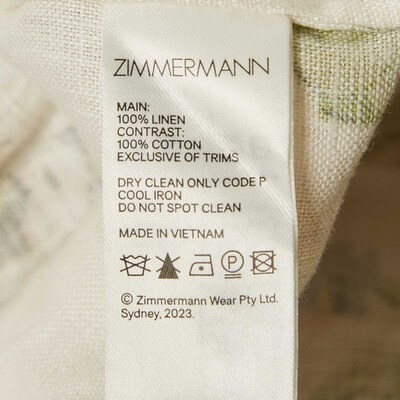 ZIMMERMANN
MAIN:
100% LINEN
CONTRAST:
100% COTTON
EXCLUSIVE OF TRIMS
DRY CLEAN ONLY CODE P
COOL IRON
DO NOT SPOT CLEAN
MADE IN VIETNAM
P
© Zimmermann Wear Pty Ltd.
Sydney, 2023.